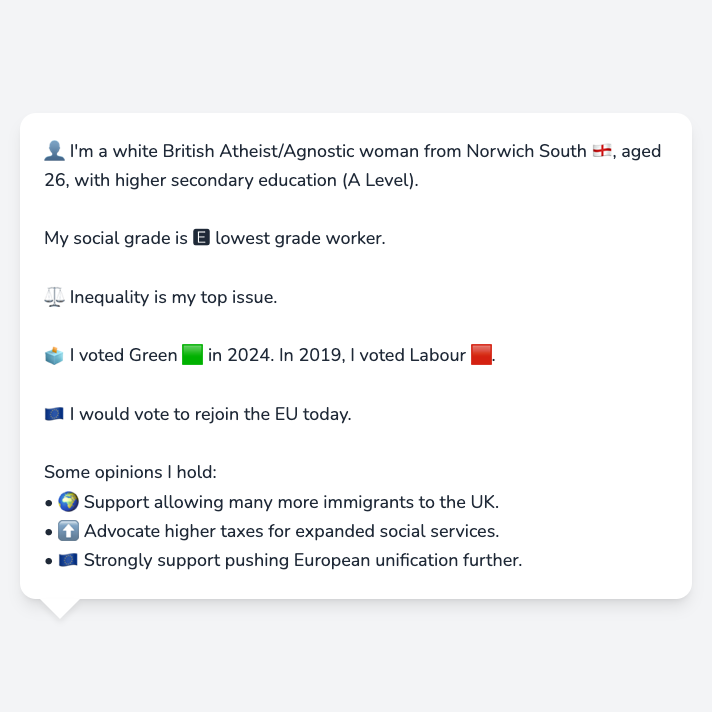 👤 I'm a white British Atheist/Agnostic woman from Norwich South 🏴󠁧󠁢󠁥󠁮󠁧󠁿, aged
26, with higher secondary education (A Level).
My social grade is 🅴 lowest grade worker.
⚖️ Inequality is my top issue.
🗳️ I voted Green 🟩 in 2024. In 2019, I voted Labour 🟥.
🇪🇺 I would vote to rejoin the EU today.
Some opinions I hold:
• 🌍 Support allowing many more immigrants to the UK.
• ⬆️ Advocate higher taxes for expanded social services.
• 🇪🇺 Strongly support pushing European unification further.